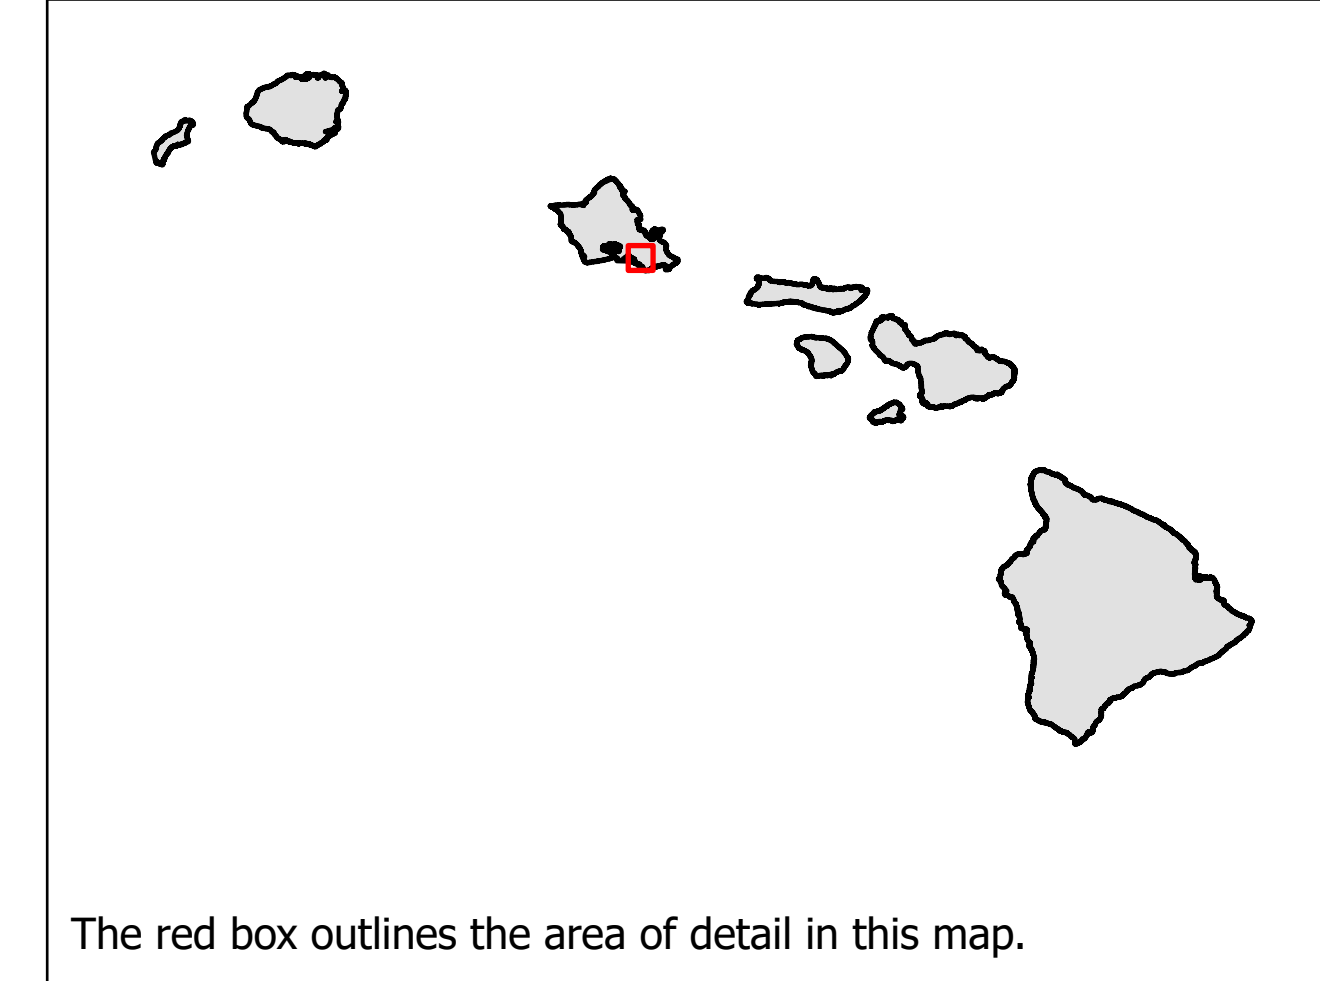 The red box outlines the area of detail in this map.